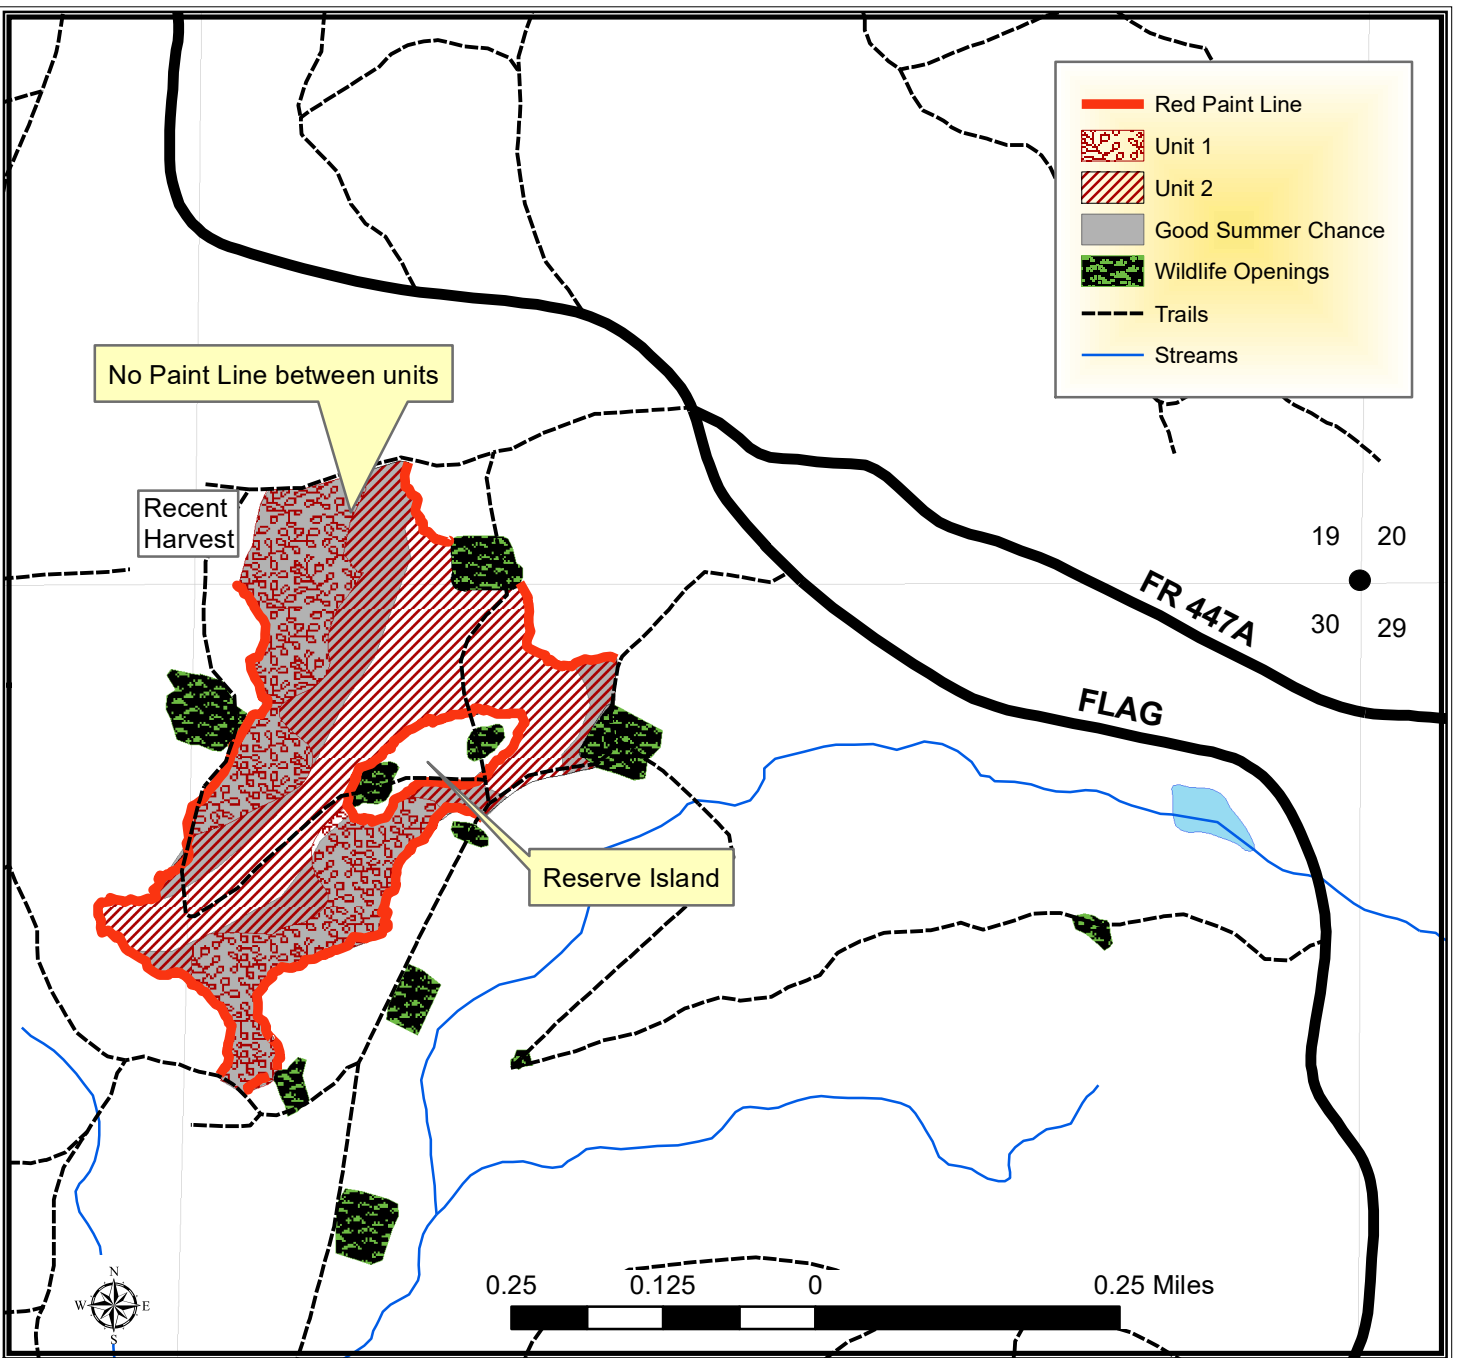 Red Paint Line
Unit 1
Unit 2
Good Summer Chance
Wildlife Openings
Trails
Streams
No Paint Line between units
Recent
Harvest
19 20
30 29
FR 447A
FLAG
Reserve Island
N
W E
S
0.25 0.125 0 0.25 Miles